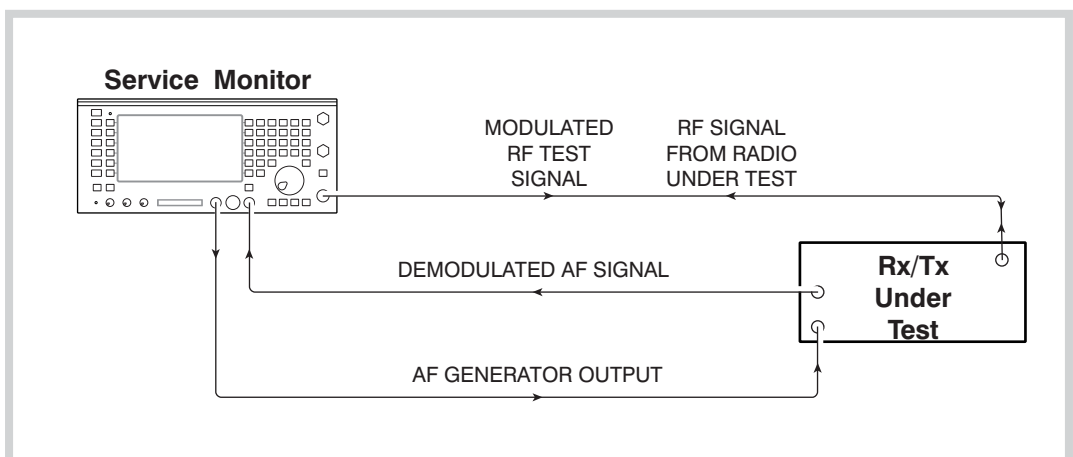 Service Monitor
MODULATED
RF TEST
SIGNAL
RF SIGNAL
FROM RADIO
UNDER TEST
DEMODULATED AF SIGNAL
Rx/Tx
Under
Test
AF GENERATOR OUTPUT